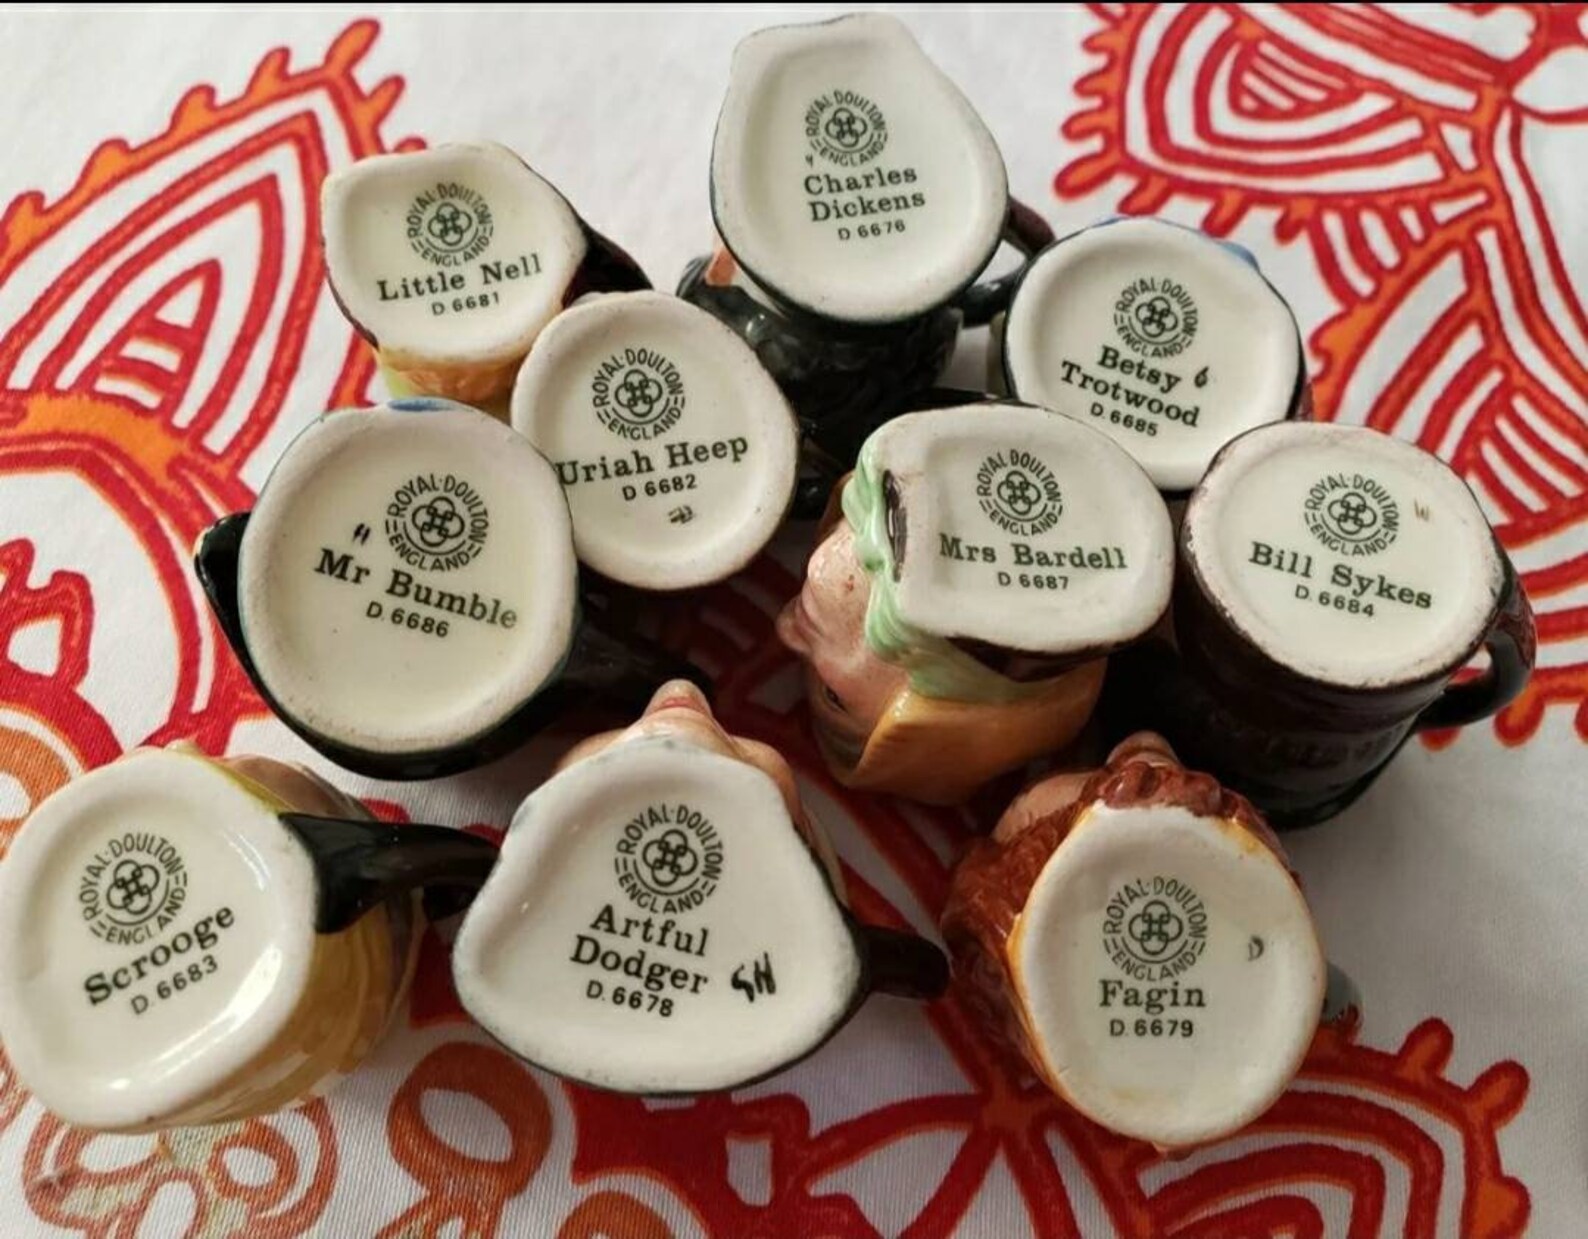 ROYAL DOULTON
ENGLAND
Charles
Dickens
D 6676
ROYAL DOULTON
ENGLAND
Little Nell
D 6681
ROYAL DOULTON
ENGLAND
Betsy 6
Trotwood
D. 6685
ROYAL DOULTON
ENGLAND
Uriah Heep
D 6682
ROYAL DOULTON
ENGLAND
Mrs Bardell
D 6687
ROYAL DOULTON
ENGLAND
Bill Sykes
D. 6684
ROYAL DOULTON
ENGLAND
Mr Bumble
D. 6686
ROYAL DOULTON
ENGLAND
Scrooge
D 6683
ROYAL DOULTON
ENGLAND
Artful
Dodger
D. 6678
ROYAL DOULTON
ENGLAND
Fagin
D. 6679